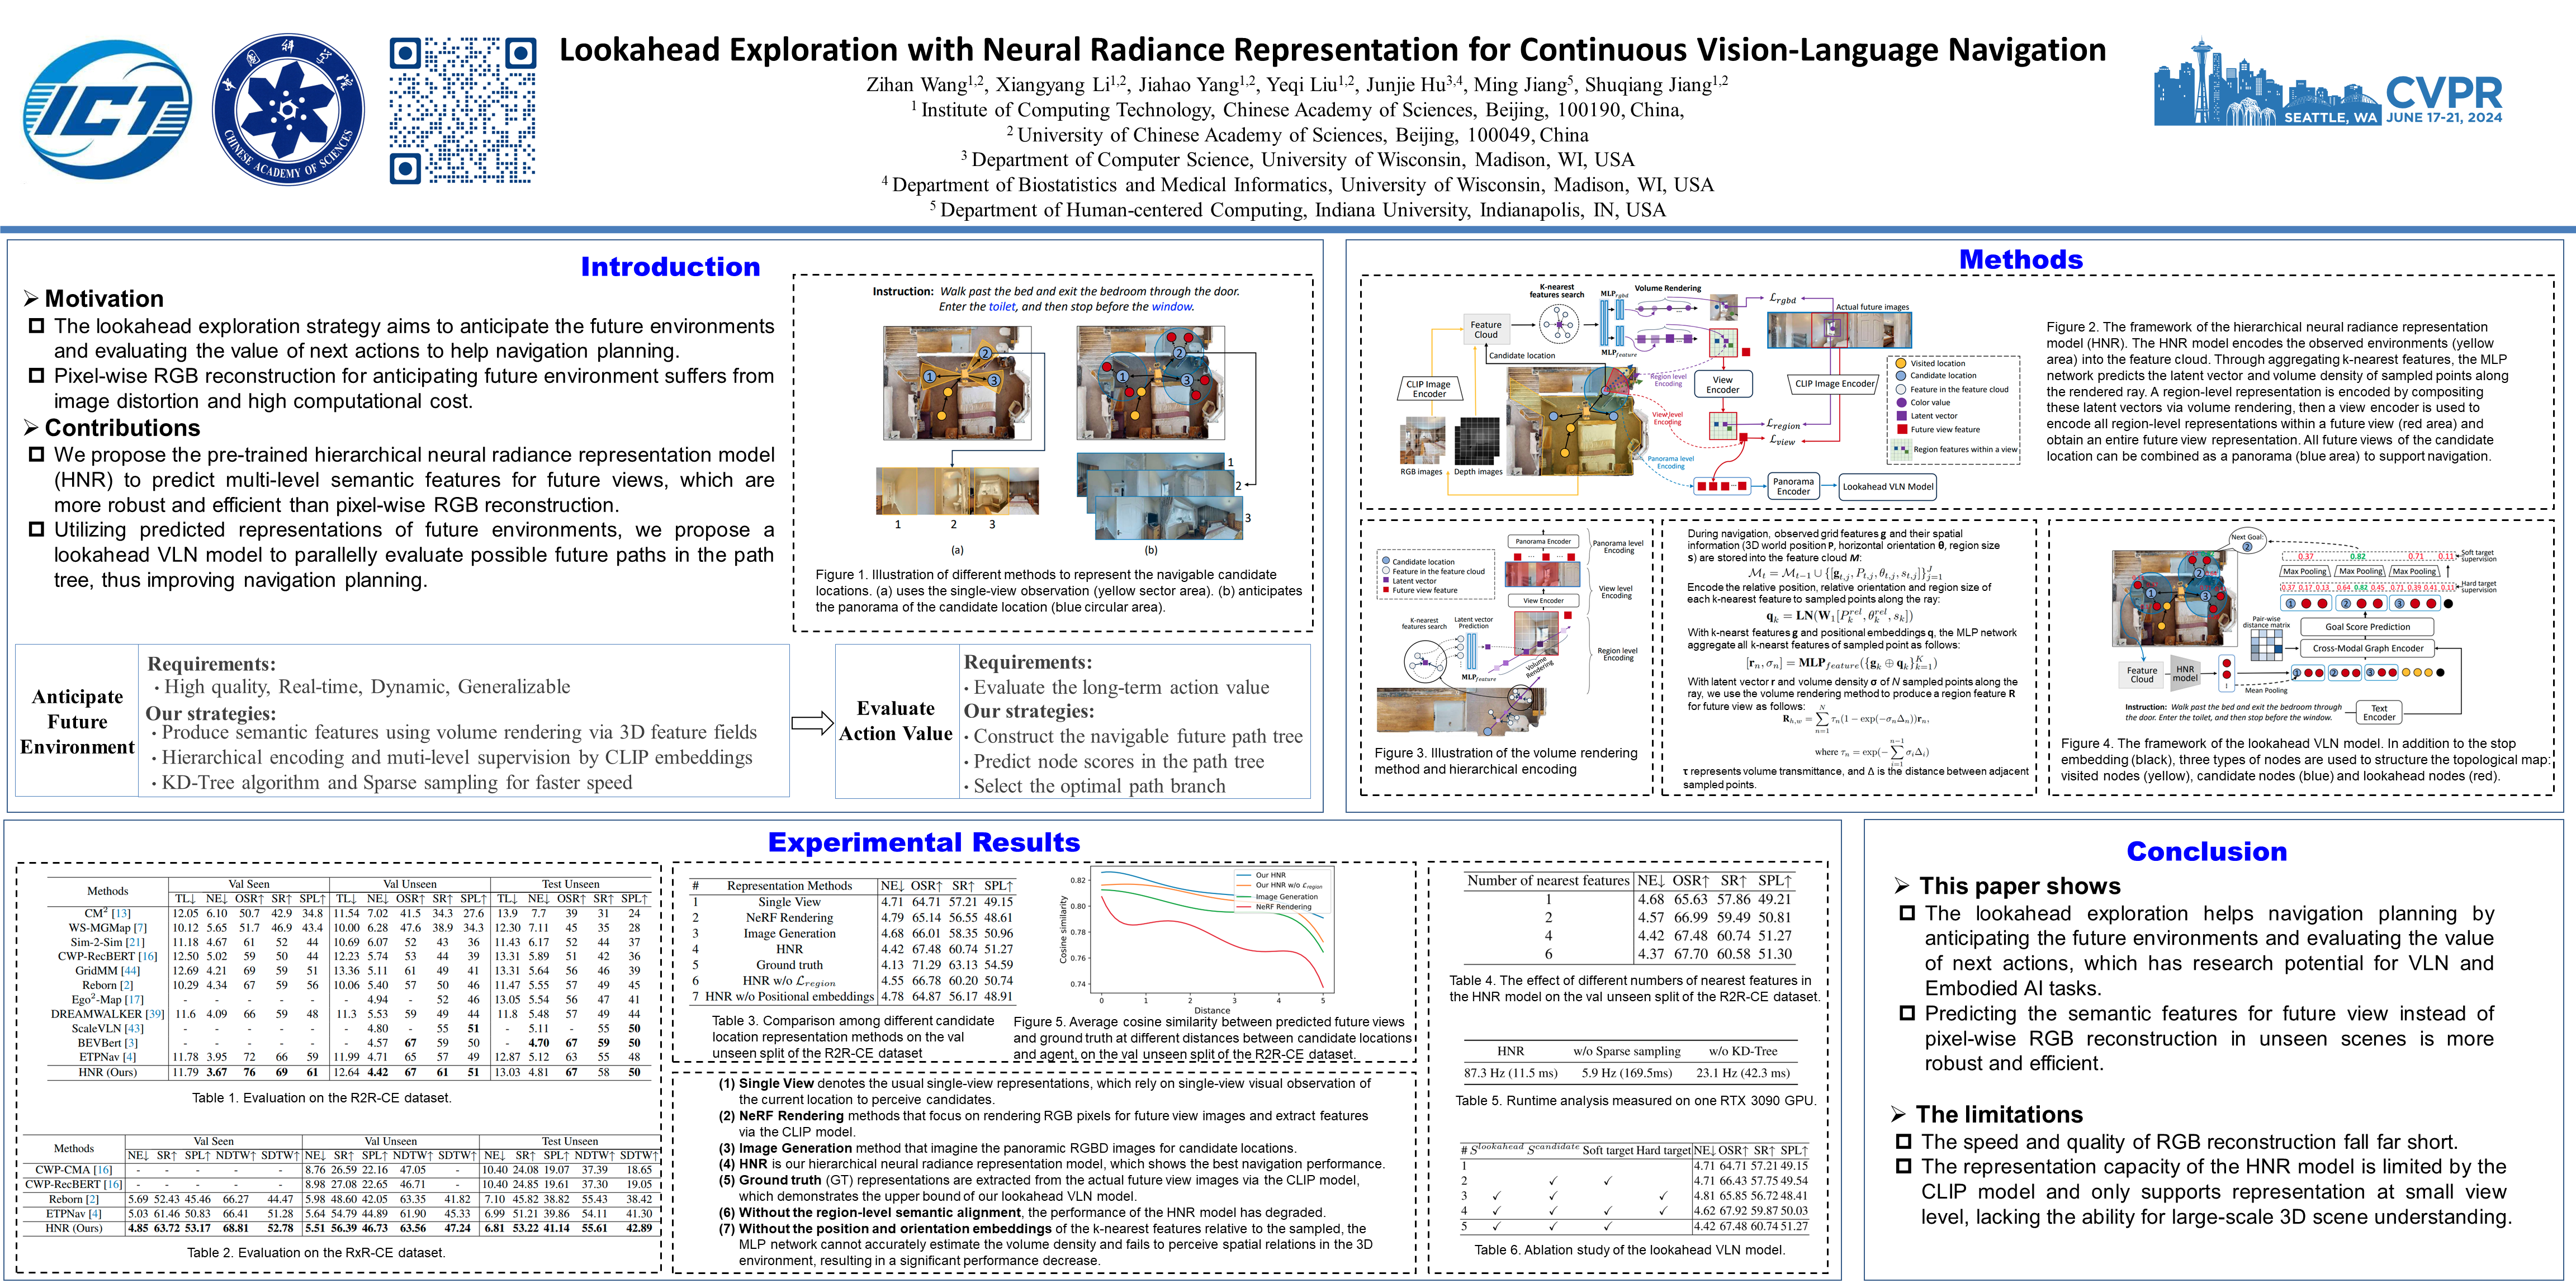 Lookahead Exploration with Neural Radiance Representation for Continuous Vision-Language Navigation
Zihan Wang1,2, Xiangyang Li1,2, Jiahao Yang1,2, Yeqi Liu1,2, Junjie Hu3,4, Ming Jiang5, Shuqiang Jiang1,2
1 Institute of Computing Technology, Chinese Academy of Sciences, Beijing, 100190, China,
2 University of Chinese Academy of Sciences, Beijing, 100049, China
3 Department of Computer Science, University of Wisconsin, Madison, WI, USA
4 Department of Biostatistics and Medical Informatics, University of Wisconsin, Madison, WI, USA
5 Department of Human-centered Computing, Indiana University, Indianapolis, IN, USA
ICT
CHINESE ACADEMY OF SCIENCES
CVPR
SEATTLE, WA JUNE 17-21, 2024
Introduction
Motivation
The lookahead exploration strategy aims to anticipate the future environments
and evaluating the value of next actions to help navigation planning.
Pixel-wise RGB reconstruction for anticipating future environment suffers from
image distortion and high computational cost.
Contributions
We propose the pre-trained hierarchical neural radiance representation model
(HNR) to predict multi-level semantic features for future views, which are
more robust and efficient than pixel-wise RGB reconstruction.
Utilizing predicted representations of future environments, we propose a
lookahead VLN model to parallelly evaluate possible future paths in the path
tree, thus improving navigation planning.
Instruction: Walk past the bed and exit the bedroom through the door.
Enter the toilet, and then stop before the window.
1 2 3
(a)
1
2
3
(b)
Figure 1. Illustration of different methods to represent the navigable candidate
locations. (a) uses the single-view observation (yellow sector area). (b) anticipates
the panorama of the candidate location (blue circular area).
Anticipate
Future
Environment
Requirements:
• High quality, Real-time, Dynamic, Generalizable
Our strategies:
• Produce semantic features using volume rendering via 3D feature fields
• Hierarchical encoding and muti-level supervision by CLIP embeddings
• KD-Tree algorithm and Sparse sampling for faster speed
Evaluate
Action Value
Requirements:
• Evaluate the long-term action value
Our strategies:
• Construct the navigable future path tree
• Predict node scores in the path tree
• Select the optimal path branch
Methods
K-nearest
features search
MLPrgbd
Volume Rendering
Lrgbd
Actual future images
Feature
Cloud
MLPfeature
Candidate location
CLIP Image
Encoder
Region level
Encoding
View
Encoder
CLIP Image Encoder
View level
Encoding
Lregion
Lview
Panorama level
Encoding
RGB images
Depth images
Panorama
Encoder
Lookahead VLN Model
Visited location
Candidate location
Feature in the feature cloud
Color value
Latent vector
Future view feature
Region features within a view
Figure 2. The framework of the hierarchical neural radiance representation
model (HNR). The HNR model encodes the observed environments (yellow
area) into the feature cloud. Through aggregating k-nearest features, the MLP
network predicts the latent vector and volume density of sampled points along
the rendered ray. A region-level representation is encoded by compositing
these latent vectors via volume rendering, then a view encoder is used to
encode all region-level representations within a future view (red area) and
obtain an entire future view representation. All future views of the candidate
location can be combined as a panorama (blue area) to support navigation.
Candidate location
Feature in the feature cloud
Latent vector
Future view feature
Panorama Encoder
Panorama level
Encoding
View Encoder
View level
Encoding
K-nearest
features search
Latent vector
Prediction
MLPfeature
Volume
Rendering
Region level
Encoding
Figure 3. Illustration of the volume rendering
method and hierarchical encoding
During navigation, observed grid features g and their spatial
information (3D world position P, horizontal orientation θ, region size
s) are stored into the feature cloud M:
Mt = Mt−1 ∪ {[gt,j, Pt,j, θt,j, st,j]}Jj=1
Encode the relative position, relative orientation and region size of
each k-nearest feature to sampled points along the ray:
qk = LN(W1[Pkrel, θkrel, sk])
With k-nearst features g and positional embeddings q, the MLP network
aggregate all k-nearst features of sampled point as follows:
[rn, σn] = MLPfeature({gk ⊕ qk}Kk=1)
With latent vector r and volume density σ of N sampled points along the
ray, we use the volume rendering method to produce a region feature R
for future view as follows:
Rh,w = ∑Nn=1 τn(1 − exp(−σnΔn))rn,
where τn = exp(−∑n−1i=1 σiΔi)
τ represents volume transmittance, and Δ is the distance between adjacent
sampled points.
Next Goal:
2
0.37 0.82 0.71 0.11
Soft target
supervision
Max Pooling Max Pooling Max Pooling
0.37 0.17 0.13 0.64 0.82 0.45 0.71 0.39 0.41 0.11
Hard target
supervision
Goal Score Prediction
Pair-wise
distance matrix
Cross-Modal Graph Encoder
Feature
Cloud
HNR
model
Mean Pooling
Instruction: Walk past the bed and exit the bedroom through
the door. Enter the toilet, and then stop before the window.
Text
Encoder
Figure 4. The framework of the lookahead VLN model. In addition to the stop
embedding (black), three types of nodes are used to structure the topological map:
visited nodes (yellow), candidate nodes (blue) and lookahead nodes (red).
Experimental Results
Methods Val Seen Val Unseen Test Unseen
TL↓ NE↓ OSR↑ SR↑ SPL↑ TL↓ NE↓ OSR↑ SR↑ SPL↑ TL↓ NE↓ OSR↑ SR↑ SPL↑
CM2 [13] 12.05 6.10 50.7 42.9 34.8 11.54 7.02 41.5 34.3 27.6 13.9 7.7 39 31 24
WS-MGMap [7] 10.12 5.65 51.7 46.9 43.4 10.00 6.28 47.6 38.9 34.3 12.30 7.11 45 35 28
Sim-2-Sim [21] 11.18 4.67 61 52 44 10.69 6.07 52 43 36 11.43 6.17 52 44 37
CWP-RecBERT [16] 12.50 5.02 59 50 44 12.23 5.74 53 44 39 13.31 5.89 51 42 36
GridMM [44] 12.69 4.21 69 59 51 13.36 5.11 61 49 41 13.31 5.64 56 46 39
Reborn [2] 10.29 4.34 67 59 56 10.06 5.40 57 50 46 11.47 5.55 57 49 45
Ego2-Map [17] - - - - - - 4.94 - 52 46 13.05 5.54 56 47 41
DREAMWALKER [39] 11.6 4.09 66 59 48 11.3 5.53 59 49 44 11.8 5.48 57 49 44
ScaleVLN [43] - - - - - - 4.80 - 55 51 - 5.11 - 55 50
BEVBert [3] - - - - - - 4.57 67 59 50 - 4.70 67 59 50
ETPNav [4] 11.78 3.95 72 66 59 11.99 4.71 65 57 49 12.87 5.12 63 55 48
HNR (Ours) 11.79 3.67 76 69 61 12.64 4.42 67 61 51 13.03 4.81 67 58 50
Table 1. Evaluation on the R2R-CE dataset.
Methods Val Seen Val Unseen Test Unseen
NE↓ SR↑ SPL↑ NDTW↑ SDTW↑ NE↓ SR↑ SPL↑ NDTW↑ SDTW↑ NE↓ SR↑ SPL↑ NDTW↑ SDTW↑
CWP-CMA [16] - - - - - 8.76 26.59 22.16 47.05 - 10.40 24.08 19.07 37.39 18.65
CWP-RecBERT [16] - - - - - 8.98 27.08 22.65 46.71 - 10.40 24.85 19.61 37.30 19.05
Reborn [2] 5.69 52.43 45.46 66.27 44.47 5.98 48.60 42.05 63.35 41.82 7.10 45.82 38.82 55.43 38.42
ETPNav [4] 5.03 61.46 50.83 66.41 51.28 5.64 54.79 44.89 61.90 45.33 6.99 51.21 39.86 54.11 41.30
HNR (Ours) 4.85 63.72 53.17 68.81 52.78 5.51 56.39 46.73 63.56 47.24 6.81 53.22 41.14 55.61 42.89
Table 2. Evaluation on the RxR-CE dataset.
# Representation Methods NE↓ OSR↑ SR↑ SPL↑
1 Single View 4.71 64.71 57.21 49.15
2 NeRF Rendering 4.79 65.14 56.55 48.61
3 Image Generation 4.68 66.01 58.35 50.96
4 HNR 4.42 67.48 60.74 51.27
5 Ground truth 4.13 71.29 63.13 54.59
6 HNR w/o Lregion 4.55 66.78 60.20 50.74
7 HNR w/o Positional embeddings 4.78 64.87 56.17 48.91
Table 3. Comparison among different candidate
location representation methods on the val
unseen split of the R2R-CE dataset
Our HNR
Our HNR w/o Lregion
Image Generation
NeRF Rendering
Cosine similarity
0.82
0.80
0.78
0.76
0.74
0 1 2 3 4 5
Distance
Figure 5. Average cosine similarity between predicted future views
and ground truth at different distances between candidate locations
and agent, on the val unseen split of the R2R-CE dataset.
(1) Single View denotes the usual single-view representations, which rely on single-view visual observation of
the current location to perceive candidates.
(2) NeRF Rendering methods that focus on rendering RGB pixels for future view images and extract features
via the CLIP model.
(3) Image Generation method that imagine the panoramic RGBD images for candidate locations.
(4) HNR is our hierarchical neural radiance representation model, which shows the best navigation performance.
(5) Ground truth (GT) representations are extracted from the actual future view images via the CLIP model,
which demonstrates the upper bound of our lookahead VLN model.
(6) Without the region-level semantic alignment, the performance of the HNR model has degraded.
(7) Without the position and orientation embeddings of the k-nearest features relative to the sampled, the
MLP network cannot accurately estimate the volume density and fails to perceive spatial relations in the 3D
environment, resulting in a significant performance decrease.
Number of nearest features NE↓ OSR↑ SR↑ SPL↑
1 4.68 65.63 57.86 49.21
2 4.57 66.99 59.49 50.81
4 4.42 67.48 60.74 51.27
6 4.37 67.70 60.58 51.30
Table 4. The effect of different numbers of nearest features in
the HNR model on the val unseen split of the R2R-CE dataset.
HNR w/o Sparse sampling w/o KD-Tree
87.3 Hz (11.5 ms) 5.9 Hz (169.5ms) 23.1 Hz (42.3 ms)
Table 5. Runtime analysis measured on one RTX 3090 GPU.
# Slookahead Scandidate Soft target Hard target NE↓ OSR↑ SR↑ SPL↑
1 4.71 64.71 57.21 49.15
2 ✓ ✓ 4.71 66.43 57.75 49.54
3 ✓ ✓ ✓ 4.81 65.85 56.72 48.41
4 ✓ ✓ ✓ ✓ 4.62 67.92 59.87 50.03
5 ✓ ✓ ✓ 4.42 67.48 60.74 51.27
Table 6. Ablation study of the lookahead VLN model.
Conclusion
This paper shows
The lookahead exploration helps navigation planning by
anticipating the future environments and evaluating the value
of next actions, which has research potential for VLN and
Embodied AI tasks.
Predicting the semantic features for future view instead of
pixel-wise RGB reconstruction in unseen scenes is more
robust and efficient.
The limitations
The speed and quality of RGB reconstruction fall far short.
The representation capacity of the HNR model is limited by the
CLIP model and only supports representation at small view
level, lacking the ability for large-scale 3D scene understanding.